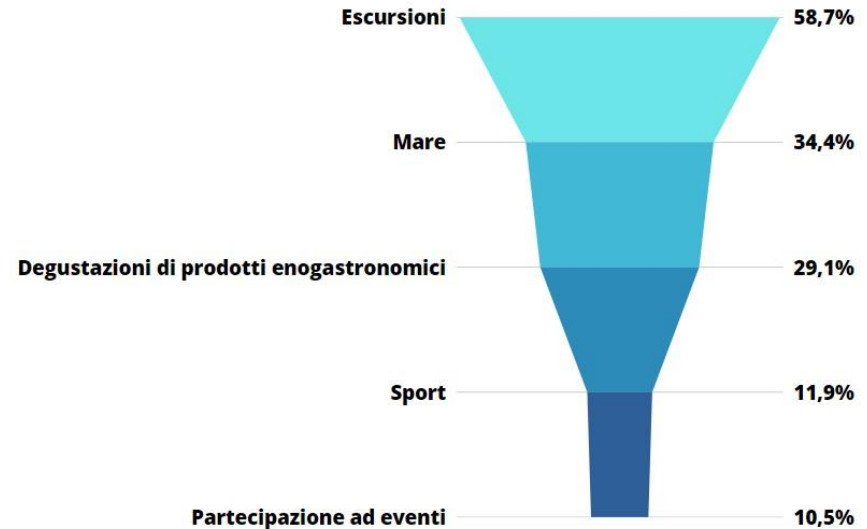 Escursioni 58,7%
Mare 34,4%
Degustazioni di prodotti enogastronomici 29,1%
Sport 11,9%
Partecipazione ad eventi 10,5%